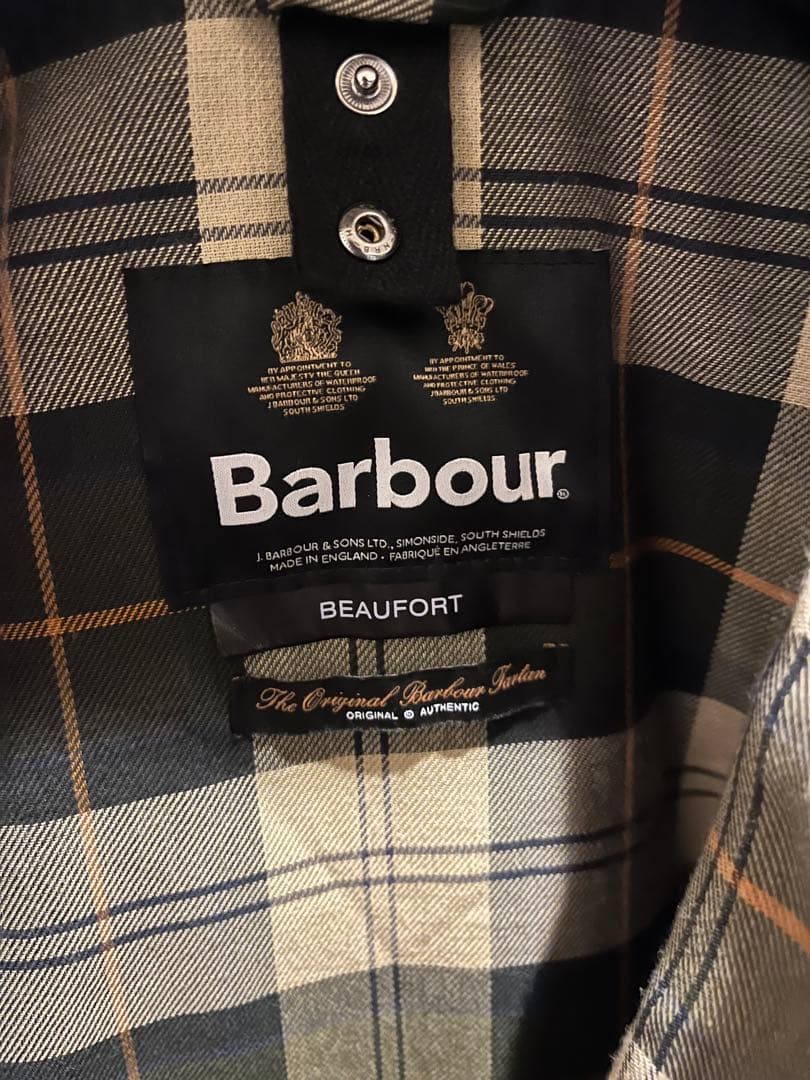 BY APPOINTMENT TO
HER MAJESTY THE QUEEN
MANUFACTURERS OF WATERPROOF
AND PROTECTIVE CLOTHING
J BARBOUR & SONS LTD
SOUTH SHIELDS
BY APPOINTMENT TO
HRH THE PRINCE OF WALES
MANUFACTURERS OF WATERPROOF
AND PROTECTIVE CLOTHING
J BARBOUR & SONS LTD
SOUTH SHIELDS
Barbour®
J. BARBOUR & SONS LTD., SIMONSIDE, SOUTH SHIELDS
MADE IN ENGLAND • FABRIQUÉ EN ANGLETERRE
BEAUFORT
The Original Barbour Tartan
ORIGINAL © AUTHENTIC